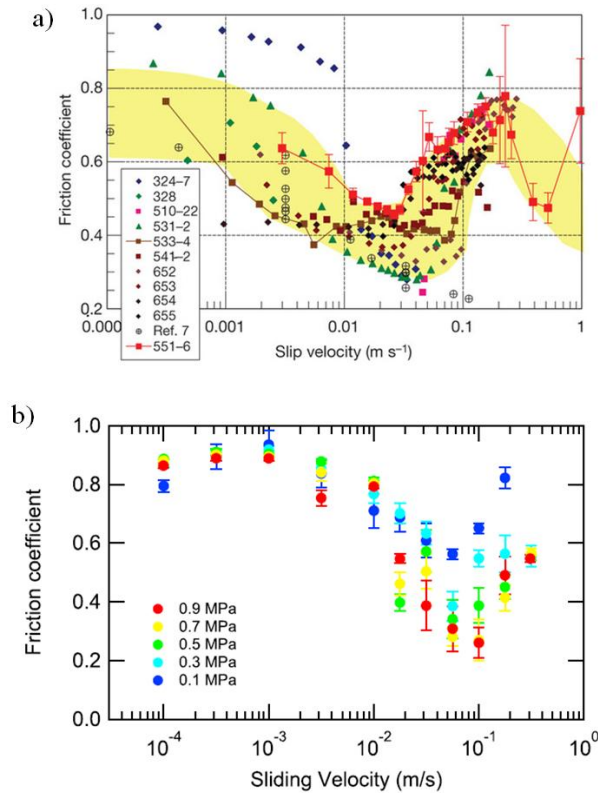 a)
1.0
0.8
0.6
0.4
0.2
Friction coefficient
324–7
328
510–22
531–2
533–4
541–2
652
653
654
655
Ref. 7
551–6
0.000
0.001
0.01
0.1
1
Slip velocity (m s⁻¹)
b)
1.0
0.8
0.6
0.4
0.2
0.0
Friction coefficient
0.9 MPa
0.7 MPa
0.5 MPa
0.3 MPa
0.1 MPa
10⁻⁴
10⁻³
10⁻²
10⁻¹
10⁰
Sliding Velocity (m/s)